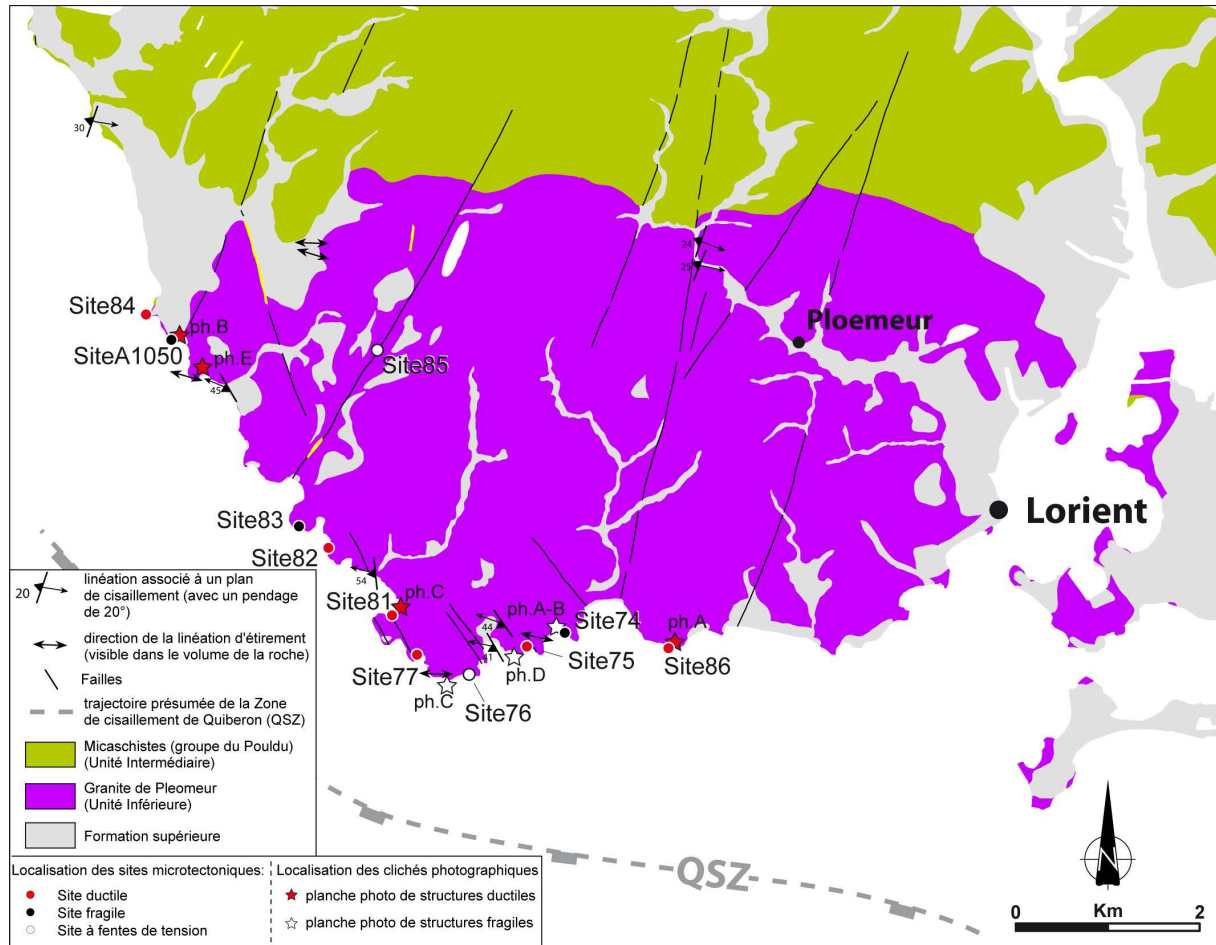 30
24
25
Site84
ph.B
SiteA1050
ph.E
45
Site85
Ploemeur
Lorient
Site83
Site82
54
ph.C
Site81
ph.A-B
Site74
44
41
ph.A
Site75
Site86
Site77
ph.D
ph.C
Site76
20
linéation associé à un plan
de cisaillement (avec un pendage
de 20°)
direction de la linéation d'étirement
(visible dans le volume de la roche)
Failles
trajectoire présumée de la Zone
de cisaillement de Quiberon (QSZ)
Micaschistes (groupe du Pouldu)
(Unité Intermédiaire)
Granite de Pleomeur
(Unité Inférieure)
Formation supérieure
QSZ
Localisation des sites microtectoniques:
Site ductile
Site fragile
Site à fentes de tension
Localisation des clichés photographiques
planche photo de structures ductiles
planche photo de structures fragiles
N
0 Km 2